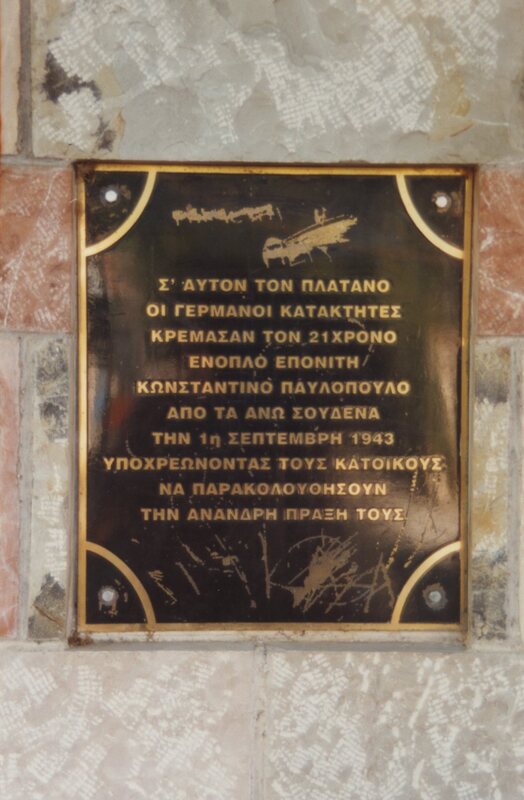 Σ' ΑΥΤΟΝ ΤΟΝ ΠΛΑΤΑΝΟ
ΟΙ ΓΕΡΜΑΝΟΙ ΚΑΤΑΚΤΗΤΕΣ
ΚΡΕΜΑΣΑΝ ΤΟΝ 21ΧΡΟΝΟ
ΕΝΟΠΛΟ ΕΠΟΝΙΤΗ
ΚΩΝΣΤΑΝΤΙΝΟ ΠΑΥΛΟΠΟΥΛΟ
ΑΠΟ ΤΑ ΑΝΩ ΣΟΥΔΕΝΑ
ΤΗΝ 1η ΣΕΠΤΕΜΒΡΗ 1943
ΥΠΟΧΡΕΩΝΟΝΤΑΣ ΤΟΥΣ ΚΑΤΟΙΚΟΥΣ
ΝΑ ΠΑΡΑΚΟΛΟΥΘΗΣΟΥΝ
ΤΗΝ ΑΝΑΝΔΡΗ ΠΡΑΞΗ ΤΟΥΣ